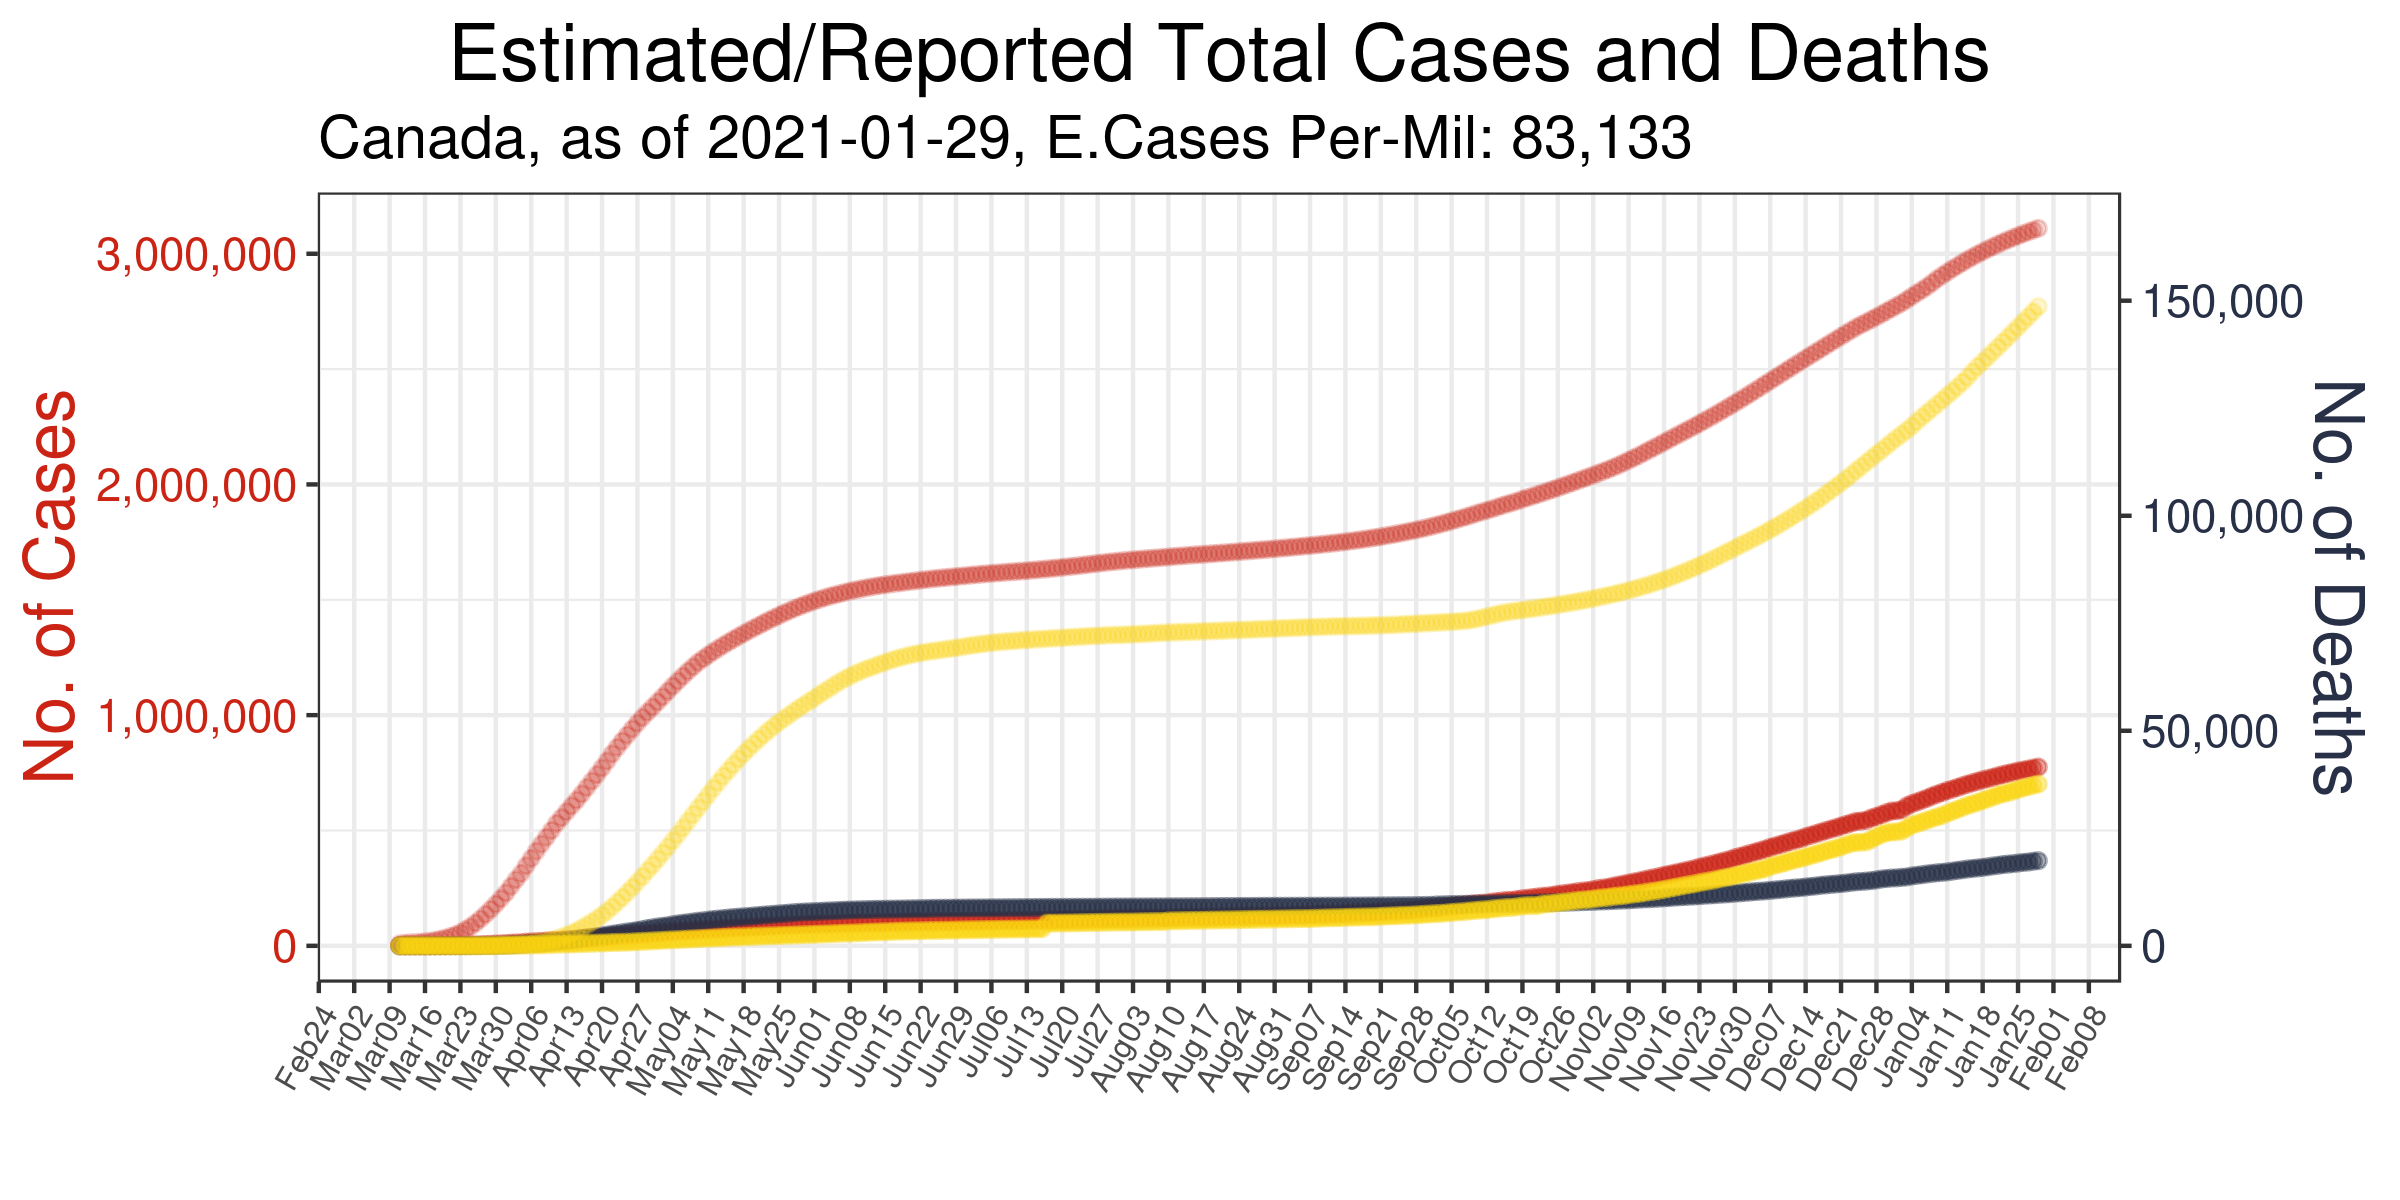 Estimated/Reported Total Cases and Deaths
Canada, as of 2021-01-29, E.Cases Per-Mil: 83,133
No. of Cases
3,000,000
2,000,000
1,000,000
0
150,000
100,000
50,000
0
No. of Deaths
Feb24 Mar02 Mar09 Mar16 Mar23 Mar30 Apr06 Apr13 Apr20 Apr27 May04 May11 May18 May25 Jun01 Jun08 Jun15 Jun22 Jun29 Jul06 Jul13 Jul20 Jul27 Aug03 Aug10 Aug17 Aug24 Aug31 Sep07 Sep14 Sep21 Sep28 Oct05 Oct12 Oct19 Oct26 Nov02 Nov09 Nov16 Nov23 Nov30 Dec07 Dec14 Dec21 Dec28 Jan04 Jan11 Jan18 Jan25 Feb01 Feb08